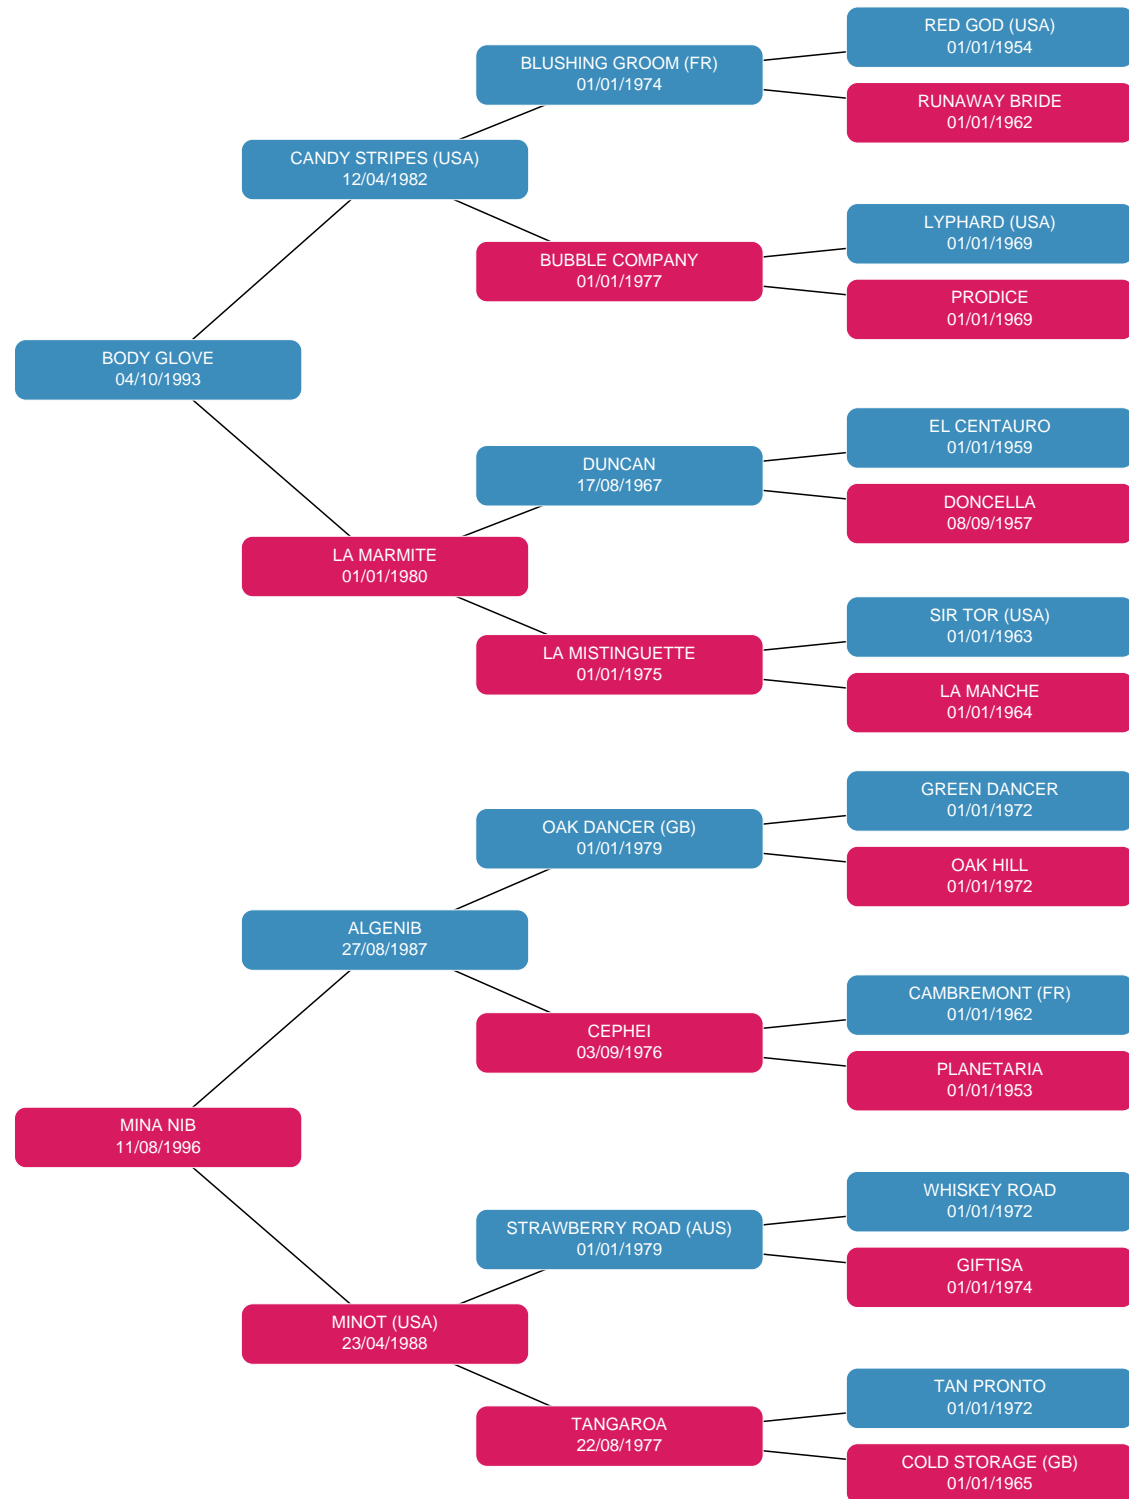 RED GOD (USA)
01/01/1954
BLUSHING GROOM (FR)
01/01/1974
RUNAWAY BRIDE
01/01/1962
CANDY STRIPES (USA)
12/04/1982
LYPHARD (USA)
01/01/1969
BUBBLE COMPANY
01/01/1977
PRODICE
01/01/1969
BODY GLOVE
04/10/1993
EL CENTAURO
01/01/1959
DUNCAN
17/08/1967
DONCELLA
08/09/1957
LA MARMITE
01/01/1980
SIR TOR (USA)
01/01/1963
LA MISTINGUETTE
01/01/1975
LA MANCHE
01/01/1964
GREEN DANCER
01/01/1972
OAK DANCER (GB)
01/01/1979
OAK HILL
01/01/1972
ALGENIB
27/08/1987
CAMBREMONT (FR)
01/01/1962
CEPHEI
03/09/1976
PLANETARIA
01/01/1953
MINA NIB
11/08/1996
WHISKEY ROAD
01/01/1972
STRAWBERRY ROAD (AUS)
01/01/1979
GIFTISA
01/01/1974
MINOT (USA)
23/04/1988
TAN PRONTO
01/01/1972
TANGAROA
22/08/1977
COLD STORAGE (GB)
01/01/1965